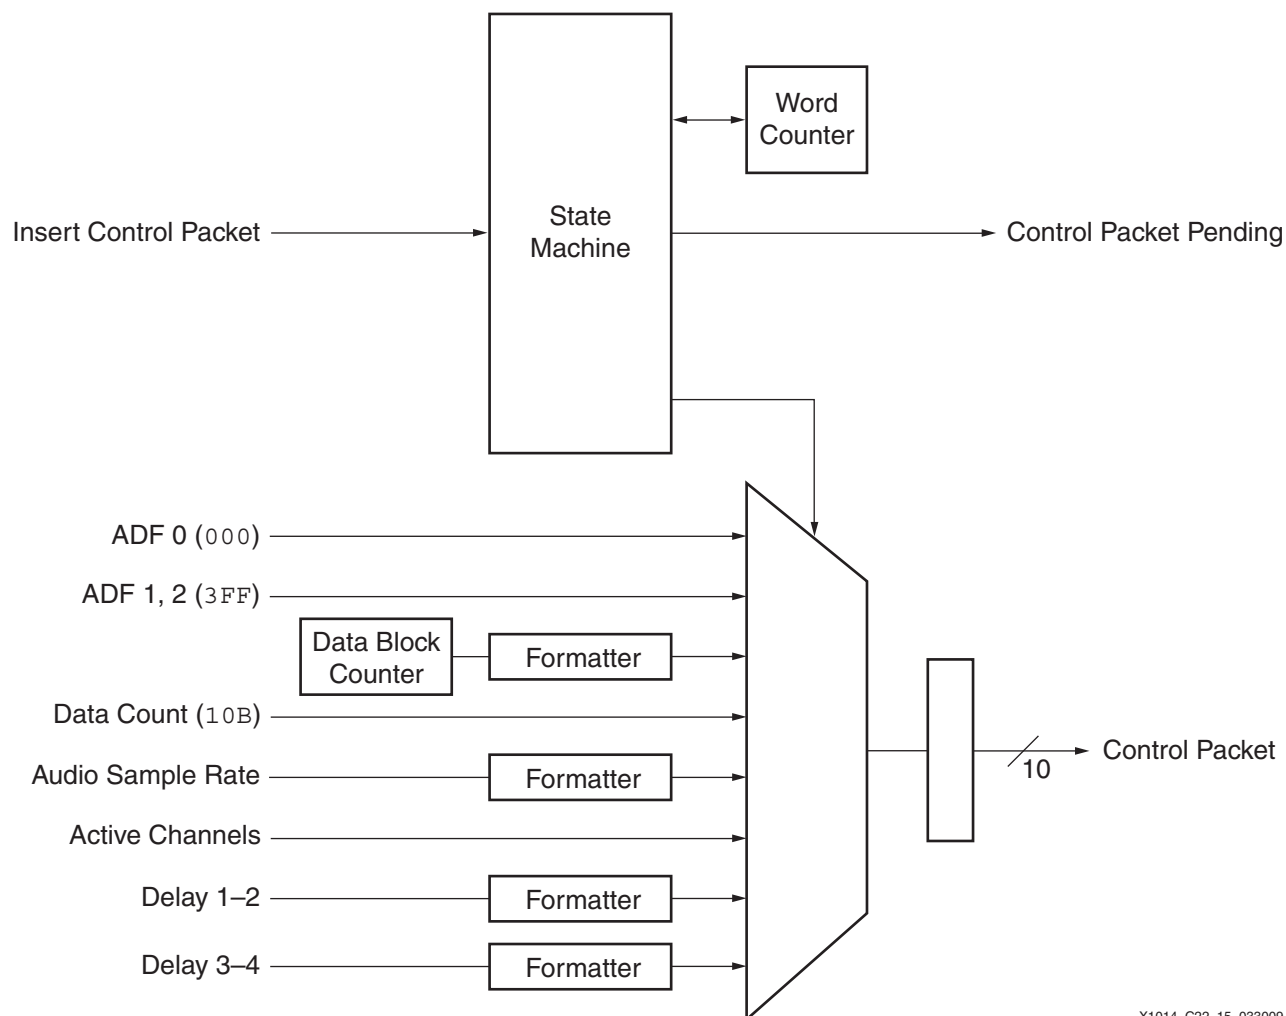 Word
Counter
State
Machine
Insert Control Packet
Control Packet Pending
ADF 0 (000)
ADF 1, 2 (3FF)
Data Block
Counter
Formatter
Data Count (10B)
Audio Sample Rate
Formatter
10
Control Packet
Active Channels
Delay 1–2
Formatter
Delay 3–4
Formatter
X1014_C22_15_033009